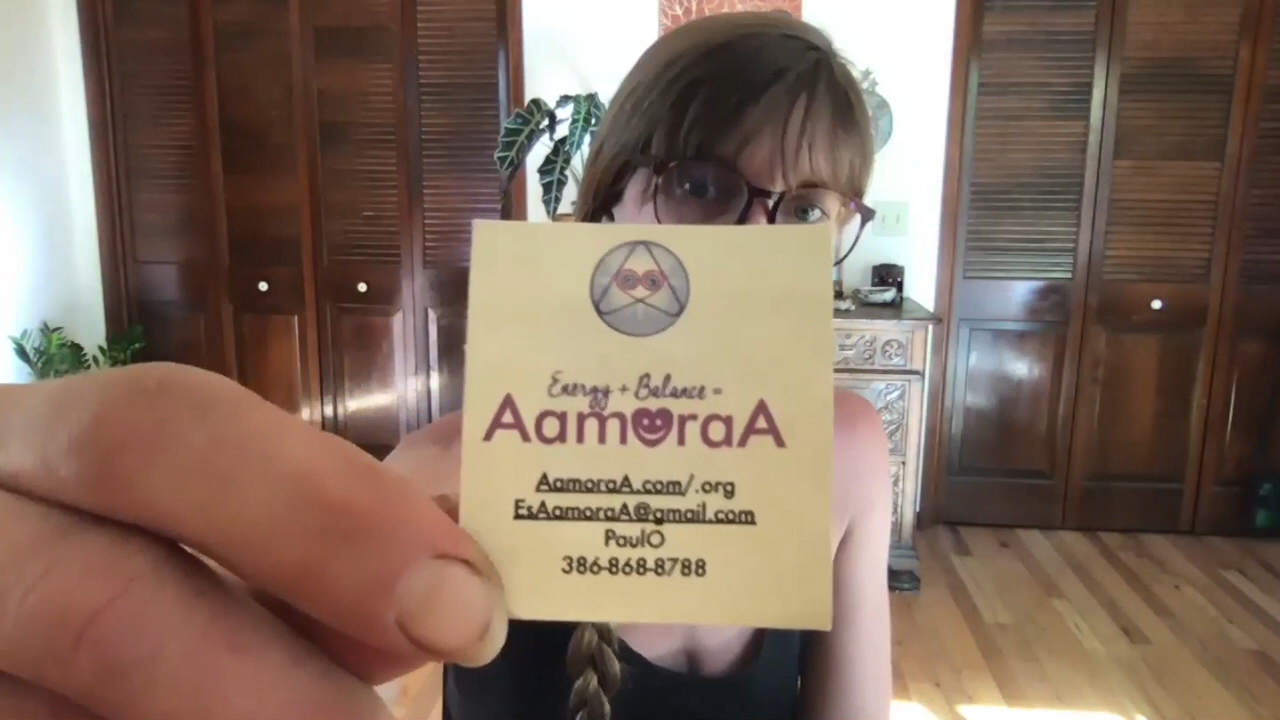 Energy + Balance =
AamoraA
AamoraA.com/.org
EsAamoraA@gmail.com
PaulO
386-868-8788